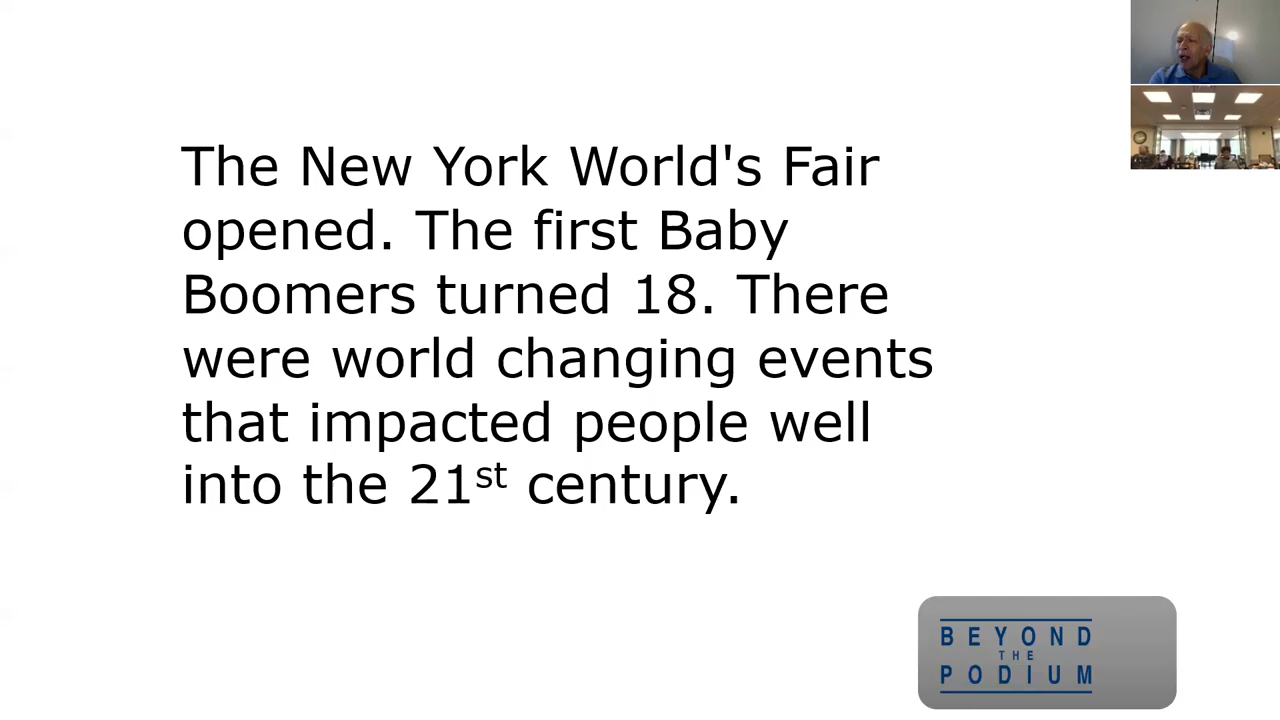 The New York World's Fair
opened. The first Baby
Boomers turned 18. There
were world changing events
that impacted people well
into the 21st century.
BEYOND
THE
PODIUM